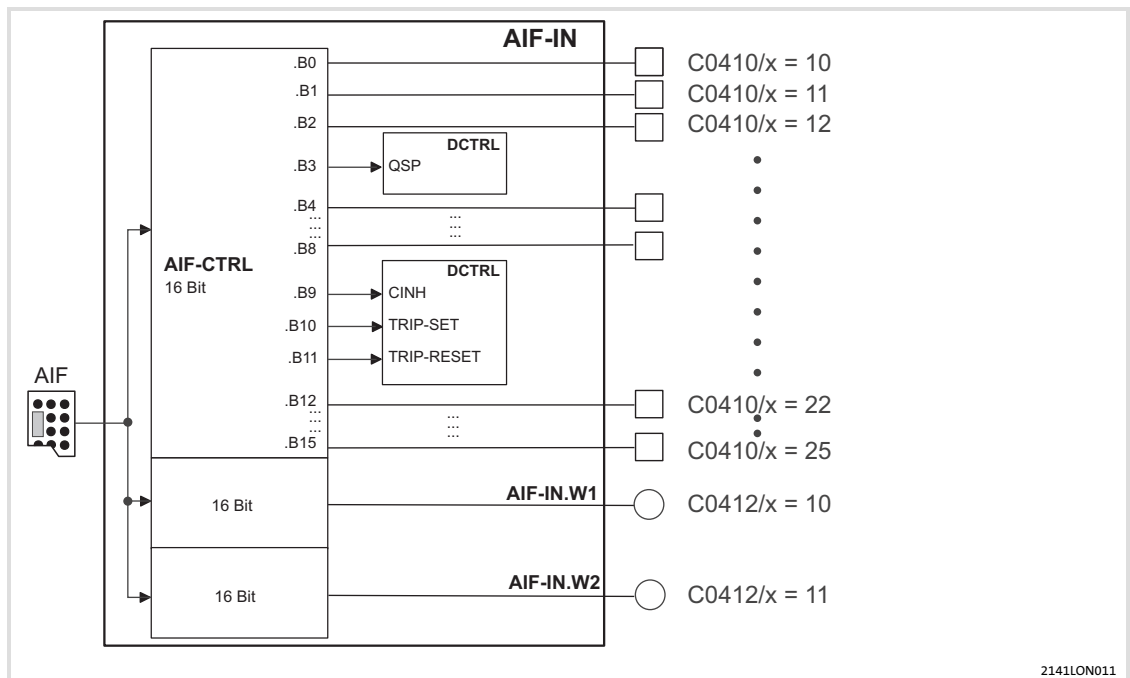 AIF-IN
.B0
C0410/x = 10
.B1
C0410/x = 11
.B2
C0410/x = 12
DCTRL
.B3
QSP
.B4
...
...
...
...
.B8
AIF-CTRL
16 Bit
DCTRL
.B9
CINH
.B10
TRIP-SET
.B11
TRIP-RESET
AIF
.B12
C0410/x = 22
...
...
...
...
.B15
C0410/x = 25
16 Bit
AIF-IN.W1
C0412/x = 10
16 Bit
AIF-IN.W2
C0412/x = 11
2141LON011